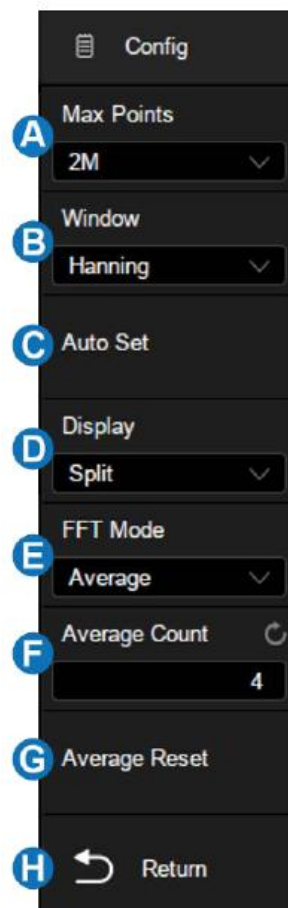 Config
A
Max Points
2M
B
Window
Hanning
C
Auto Set
D
Display
Split
E
FFT Mode
Average
F
Average Count
4
G
Average Reset
H
Return